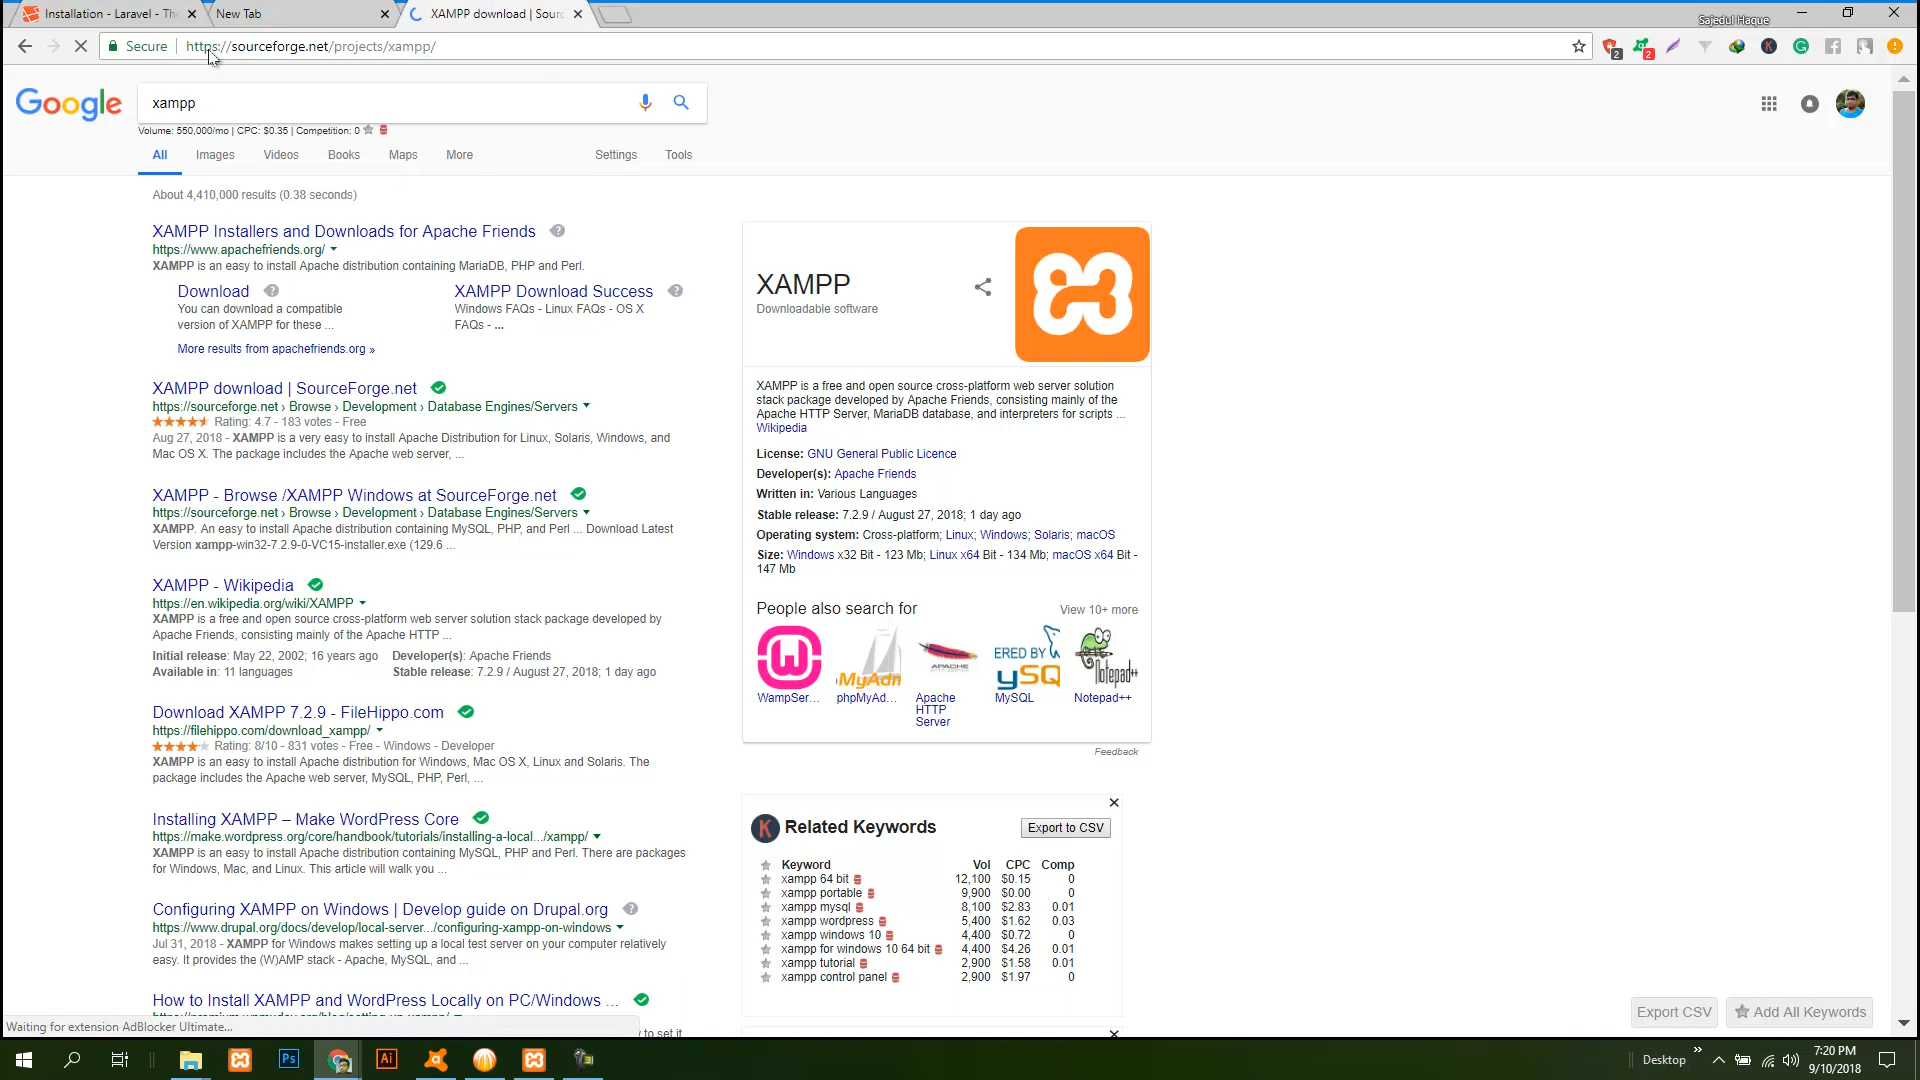 Installation - Laravel - The
New Tab
XAMPP download | Sour
Sajedul Haque
Secure
https://sourceforge.net/projects/xampp/
2
2
Google
xampp
Volume: 550,000/mo | CPC: $0.35 | Competition: 0
All
Images
Videos
Books
Maps
More
Settings
Tools
About 4,410,000 results (0.38 seconds)
XAMPP Installers and Downloads for Apache Friends
https://www.apachefriends.org/
XAMPP is an easy to install Apache distribution containing MariaDB, PHP and Perl.
Download
You can download a compatible
version of XAMPP for these ...
XAMPP Download Success
Windows FAQs - Linux FAQs - OS X
FAQs - ...
More results from apachefriends.org »
XAMPP download | SourceForge.net
https://sourceforge.net › Browse › Development › Database Engines/Servers
Rating: 4.7 - 183 votes - Free
Aug 27, 2018 - XAMPP is a very easy to install Apache Distribution for Linux, Solaris, Windows, and
Mac OS X. The package includes the Apache web server, ...
XAMPP - Browse /XAMPP Windows at SourceForge.net
https://sourceforge.net › Browse › Development › Database Engines/Servers
XAMPP. An easy to install Apache distribution containing MySQL, PHP, and Perl ... Download Latest
Version xampp-win32-7.2.9-0-VC15-installer.exe (129.6 ...
XAMPP - Wikipedia
https://en.wikipedia.org/wiki/XAMPP
XAMPP is a free and open source cross-platform web server solution stack package developed by
Apache Friends, consisting mainly of the Apache HTTP ...
Initial release: May 22, 2002; 16 years ago
Developer(s): Apache Friends
Available in: 11 languages
Stable release: 7.2.9 / August 27, 2018; 1 day ago
Download XAMPP 7.2.9 - FileHippo.com
https://filehippo.com/download_xampp/
Rating: 8/10 - 831 votes - Free - Windows - Developer
XAMPP is an easy to install Apache distribution for Windows, Mac OS X, Linux and Solaris. The
package includes the Apache web server, MySQL, PHP, Perl, ...
Installing XAMPP – Make WordPress Core
https://make.wordpress.org/core/handbook/tutorials/installing-a-local.../xampp/
XAMPP is an easy to install Apache distribution containing MySQL, PHP and Perl. There are packages
for Windows, Mac, and Linux. This article will walk you ...
Configuring XAMPP on Windows | Develop guide on Drupal.org
https://www.drupal.org/docs/develop/local-server.../configuring-xampp-on-windows
Jul 31, 2018 - XAMPP for Windows makes setting up a local test server on your computer relatively
easy. It provides the (W)AMP stack - Apache, MySQL, and ...
How to Install XAMPP and WordPress Locally on PC/Windows ...
to set it
Waiting for extension AdBlocker Ultimate...
XAMPP
Downloadable software
XAMPP is a free and open source cross-platform web server solution
stack package developed by Apache Friends, consisting mainly of the
Apache HTTP Server, MariaDB database, and interpreters for scripts ...
Wikipedia
License: GNU General Public Licence
Developer(s): Apache Friends
Written in: Various Languages
Stable release: 7.2.9 / August 27, 2018; 1 day ago
Operating system: Cross-platform; Linux; Windows; Solaris; macOS
Size: Windows x32 Bit - 123 Mb; Linux x64 Bit - 134 Mb; macOS x64 Bit -
147 Mb
People also search for
View 10+ more
MyAdn
APACHE
ERED BY
ySQ
Notepad++
WampSer...
phpMyAd...
Apache
HTTP
Server
MySQL
Notepad++
Feedback
K
Related Keywords
Export to CSV
Keyword Vol CPC Comp
xampp 64 bit 12,100 $0.15 0
xampp portable 9,900 $0.00 0
xampp mysql 8,100 $2.83 0.01
xampp wordpress 5,400 $1.62 0.03
xampp windows 10 4,400 $0.72 0
xampp for windows 10 64 bit 4,400 $4.26 0.01
xampp tutorial 2,900 $1.58 0.01
xampp control panel 2,900 $1.97 0
Export CSV
Add All Keywords
Ps
Ai
Desktop
7:20 PM
9/10/2018